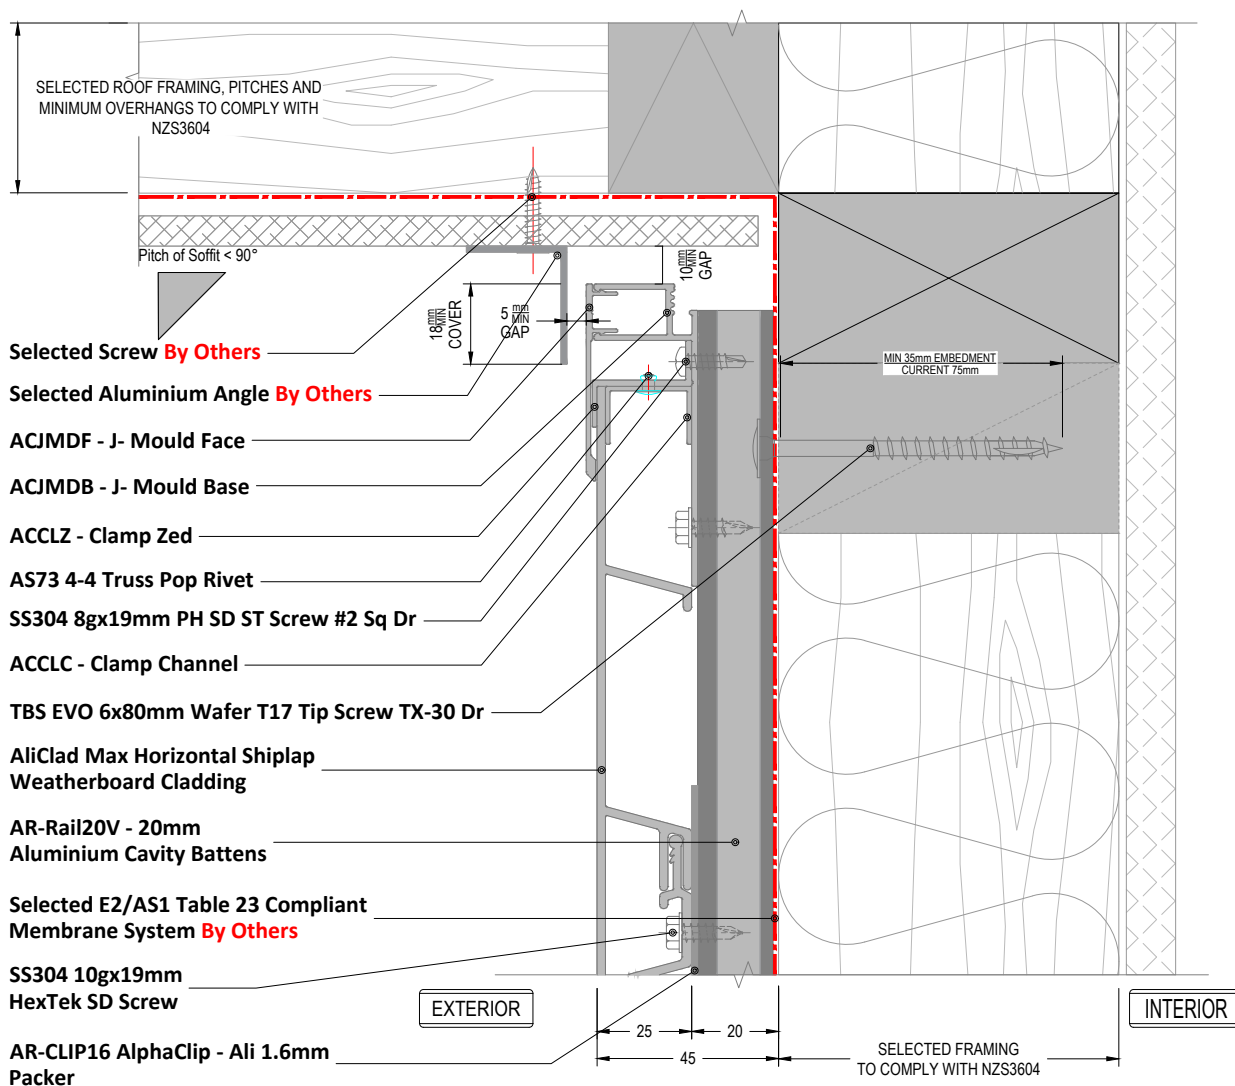 SELECTED ROOF FRAMING, PITCHES AND
MINIMUM OVERHANGS TO COMPLY WITH
NZS3604
Pitch of Soffit < 90°
18mm MIN
COVER
5 mm MIN
GAP
10mm MIN
GAP
MIN 35mm EMBEDMENT
CURRENT 75mm
Selected Screw By Others
Selected Aluminium Angle By Others
ACJMDF - J- Mould Face
ACJMDB - J- Mould Base
ACCLZ - Clamp Zed
AS73 4-4 Truss Pop Rivet
SS304 8gx19mm PH SD ST Screw #2 Sq Dr
ACCLC - Clamp Channel
TBS EVO 6x80mm Wafer T17 Tip Screw TX-30 Dr
AliClad Max Horizontal Shiplap
Weatherboard Cladding
AR-Rail20V - 20mm
Aluminium Cavity Battens
Selected E2/AS1 Table 23 Compliant
Membrane System By Others
SS304 10gx19mm
HexTek SD Screw
AR-CLIP16 AlphaClip - Ali 1.6mm
Packer
EXTERIOR
INTERIOR
25
20
45
SELECTED FRAMING
TO COMPLY WITH NZS3604